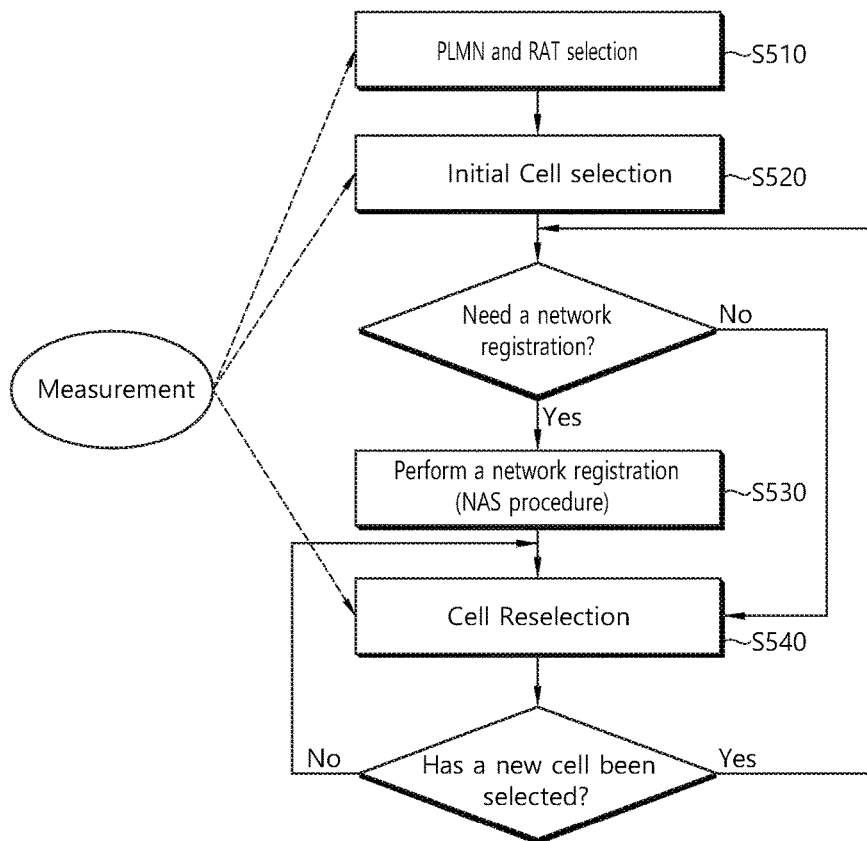 PLMN and RAT selection
S510
Initial Cell selection
S520
Need a network
registration?
No
Measurement
Yes
Perform a network registration
(NAS procedure)
S530
Cell Reselection
S540
No
Has a new cell been
selected?
Yes